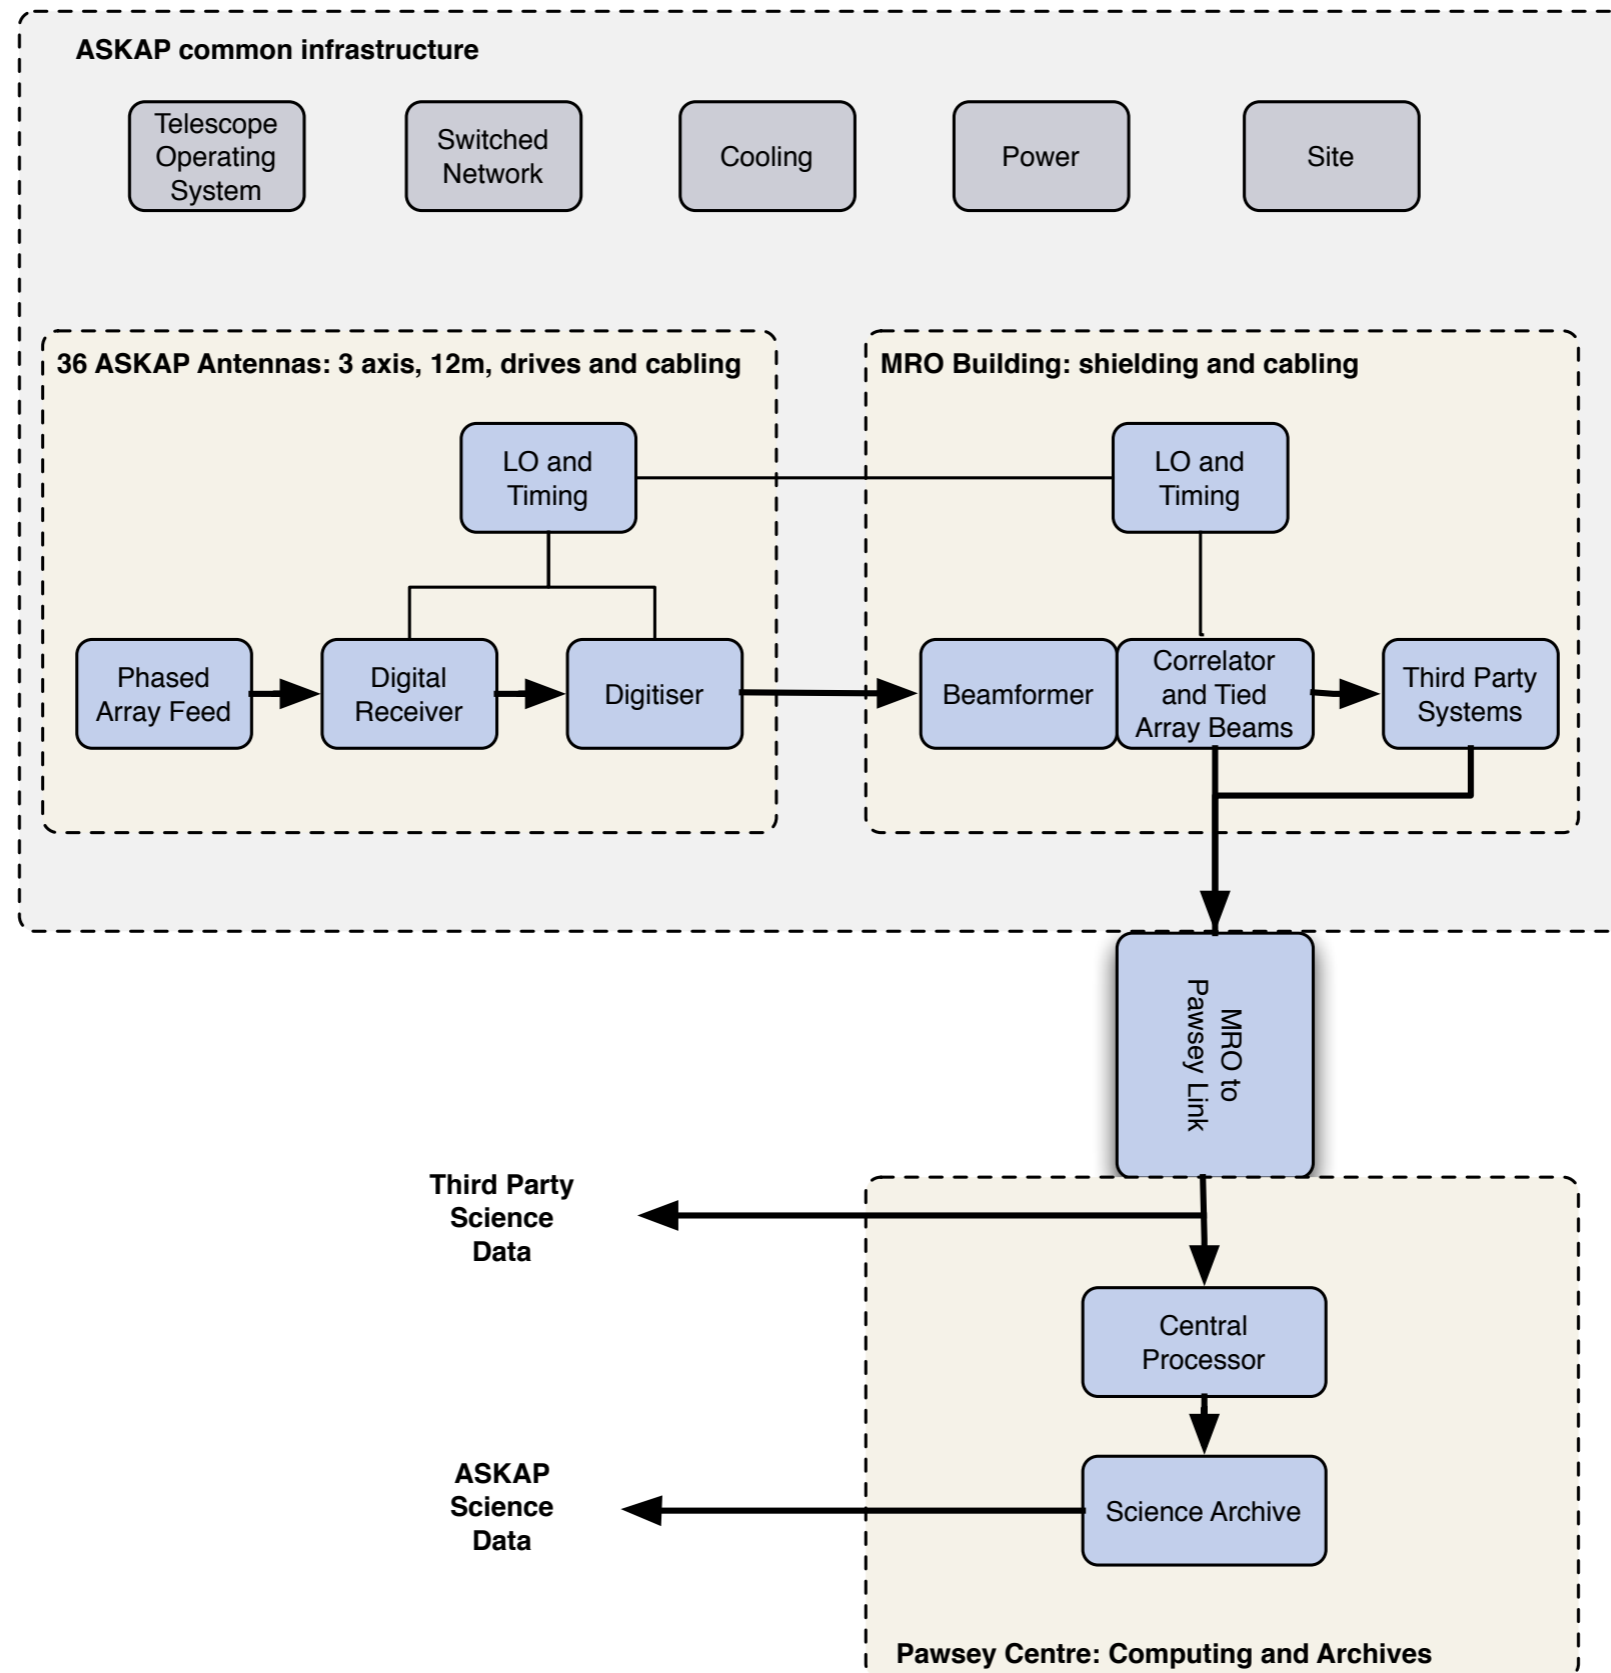 ASKAP common infrastructure
Telescope
Operating
System
Switched
Network
Cooling
Power
Site
36 ASKAP Antennas: 3 axis, 12m, drives and cabling
LO and
Timing
Phased
Array Feed
Digital
Receiver
Digitiser
MRO Building: shielding and cabling
LO and
Timing
Beamformer
Correlator
and Tied
Array Beams
Third Party
Systems
MRO to
Pawsey Link
Third Party
Science
Data
Central
Processor
ASKAP
Science
Data
Science Archive
Pawsey Centre: Computing and Archives